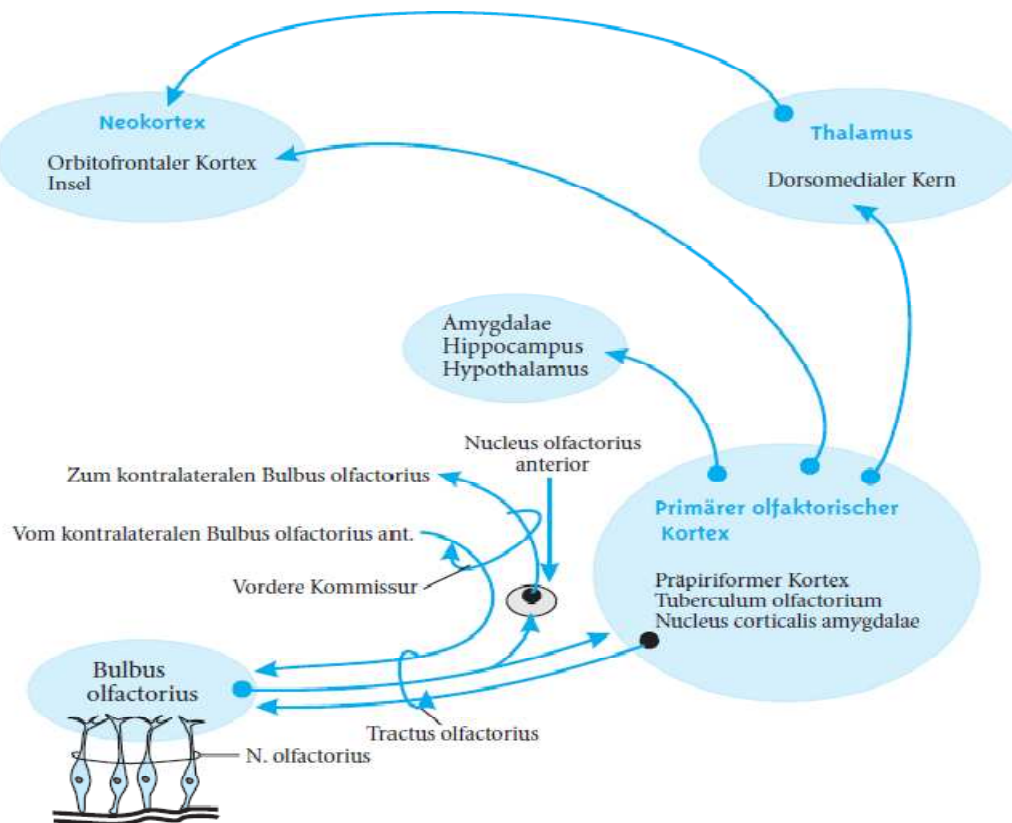 Neokortex
Orbitofrontaler Kortex
Insel
Thalamus
Dorsomedialer Kern
Amygdalae
Hippocampus
Hypothalamus
Nucleus olfactorius
anterior
Zum kontralateralen Bulbus olfactorius
Vom kontralateralen Bulbus olfactorius ant.
Vordere Kommissur
Primärer olfaktorischer
Kortex
Präpiriformer Kortex
Tuberculum olfactorium
Nucleus corticalis amygdalae
Bulbus
olfactorius
Tractus olfactorius
N. olfactorius